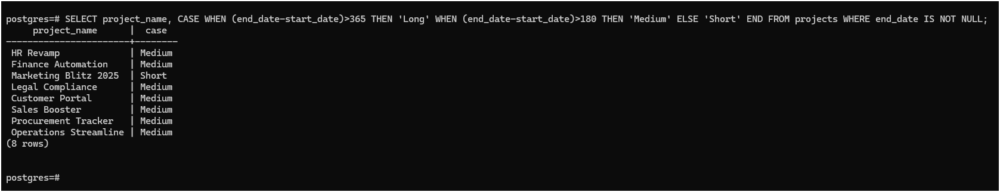 postgres=# SELECT project_name, CASE WHEN (end_date-start_date)>365 THEN 'Long' WHEN (end_date-start_date)>180 THEN 'Medium' ELSE 'Short' END FROM projects WHERE end_date IS NOT NULL;
     project_name      |  case
-----------------------+--------
 HR Revamp             | Medium
 Finance Automation    | Medium
 Marketing Blitz 2025  | Short
 Legal Compliance      | Medium
 Customer Portal       | Medium
 Sales Booster         | Medium
 Procurement Tracker   | Medium
 Operations Streamline | Medium
(8 rows)
postgres=#